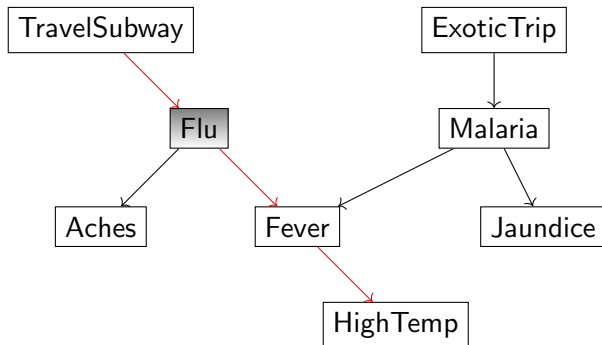 TravelSubway
ExoticTrip
Flu
Malaria
Aches
Fever
Jaundice
HighTemp